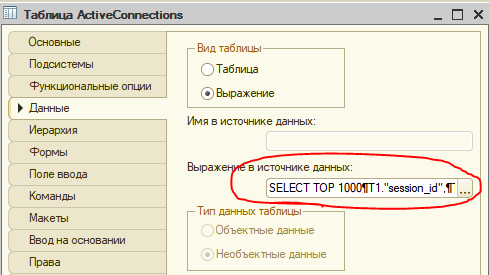 Таблица ActiveConnections
Основные
Подсистемы
Функциональные опции
Данные
Иерархия
Формы
Поле ввода
Команды
Макеты
Ввод на основании
Права
Вид таблицы
Таблица
Выражение
Имя в источнике данных:
Выражение в источнике данных:
SELECT TOP 1000¶T1."session_id",¶T ...
Тип данных таблицы
Объектные данные
Необъектные данные